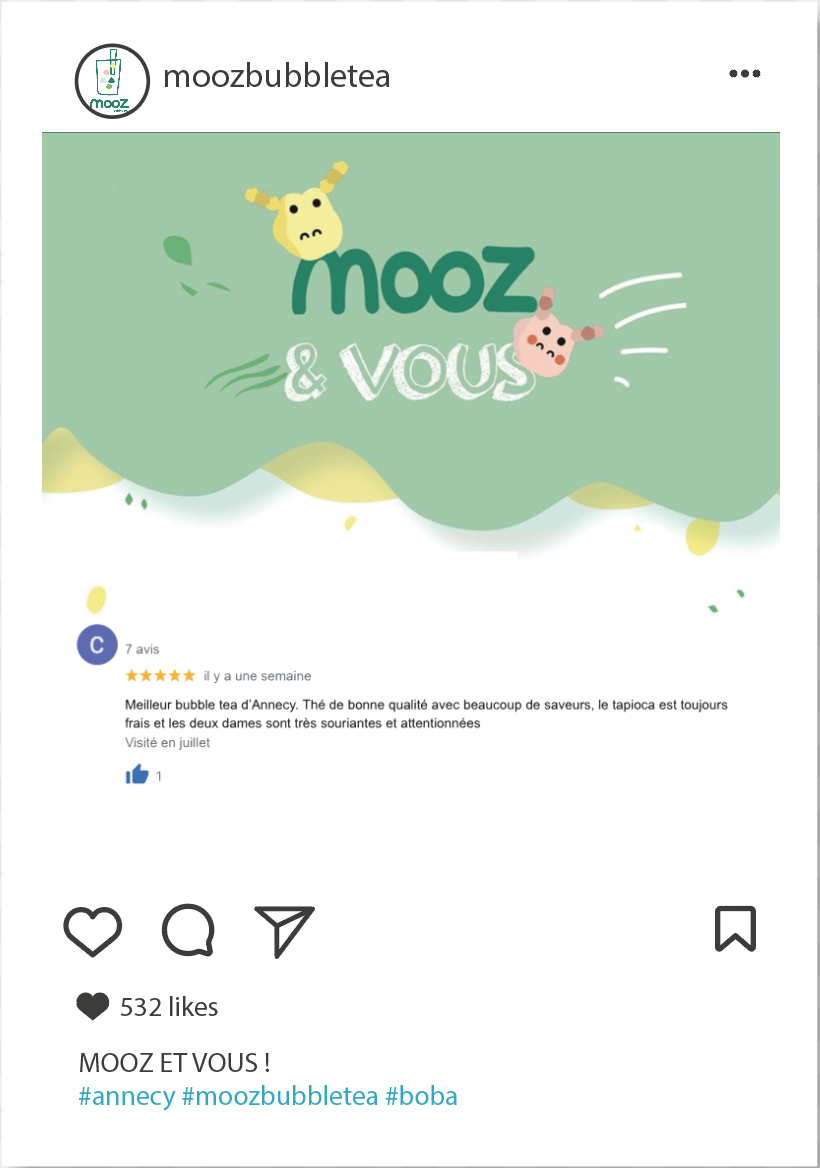 mooz
moozbubbletea
mooz
& VOUS
C
7 avis
il y a une semaine
Meilleur bubble tea d'Annecy. Thé de bonne qualité avec beaucoup de saveurs, le tapioca est toujours
frais et les deux dames sont très souriantes et attentionnées
Visité en juillet
1
532 likes
MOOZ ET VOUS !
#annecy #moozbubbletea #boba